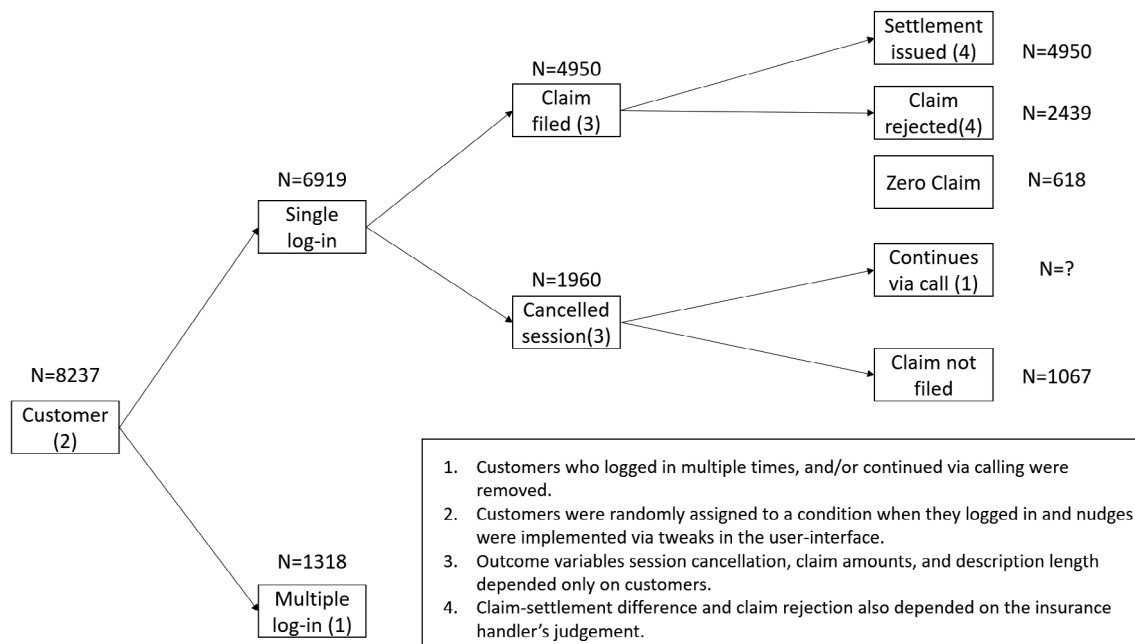 Settlement
issued (4)
N=4950
N=4950
Claim
filed (3)
Claim
rejected(4)
N=2439
N=6919
Zero Claim
N=618
Single
log-in
Continues
via call (1)
N=?
N=1960
Cancelled
session(3)
N=8237
Claim not
filed
N=1067
Customer
(2)
1. Customers who logged in multiple times, and/or continued via calling were
removed.
2. Customers were randomly assigned to a condition when they logged in and nudges
were implemented via tweaks in the user-interface.
3. Outcome variables session cancellation, claim amounts, and description length
depended only on customers.
4. Claim-settlement difference and claim rejection also depended on the insurance
handler’s judgement.
N=1318
Multiple
log-in (1)